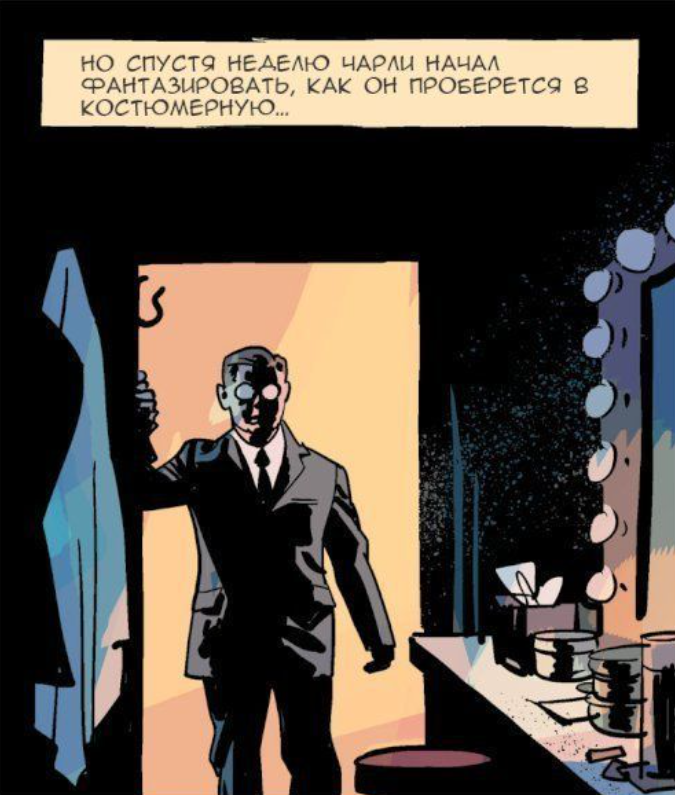 НО СПУСТЯ НЕДЕЛЮ ЧАРЛИ НАЧАЛ
ФАНТАЗИРОВАТЬ, КАК ОН ПРОБЕРЕТСЯ В
КОСТЮМЕРНУЮ...